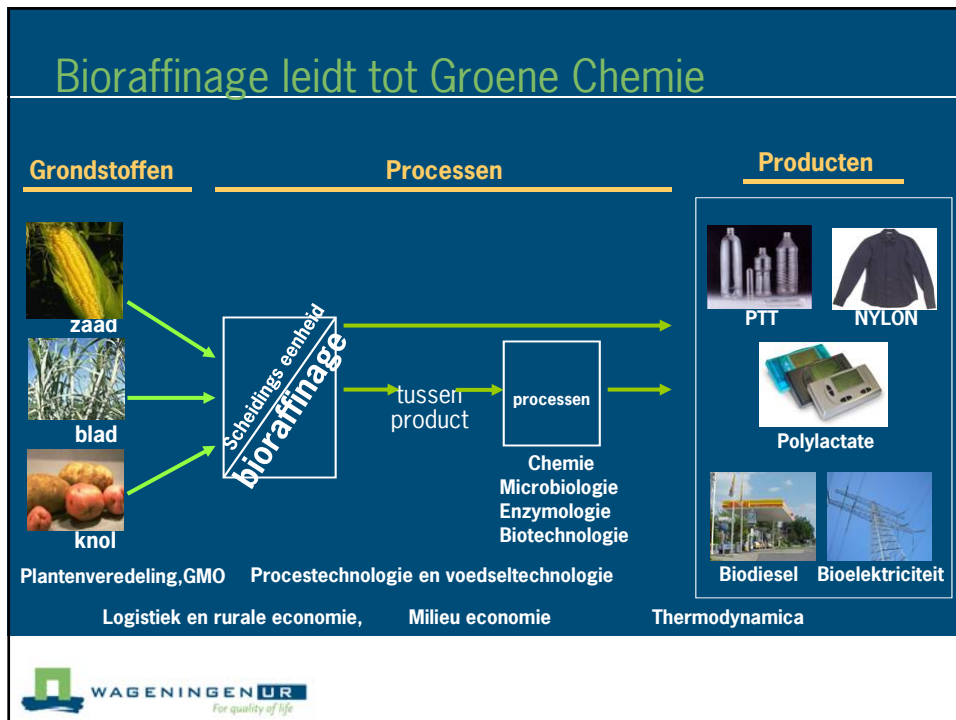 Bioraffinage leidt tot Groene Chemie
Grondstoffen
Processen
Producten
zaad
blad
knol
Scheidings eenheid
bioraffinage
tussen
product
processen
Chemie
Microbiologie
Enzymologie
Biotechnologie
PTT
NYLON
Polylactate
Biodiesel
Bioelektriciteit
Plantenveredeling,GMO
Procestechnologie en voedseltechnologie
Logistiek en rurale economie,
Milieu economie
Thermodynamica
WAGENINGEN UR
For quality of life